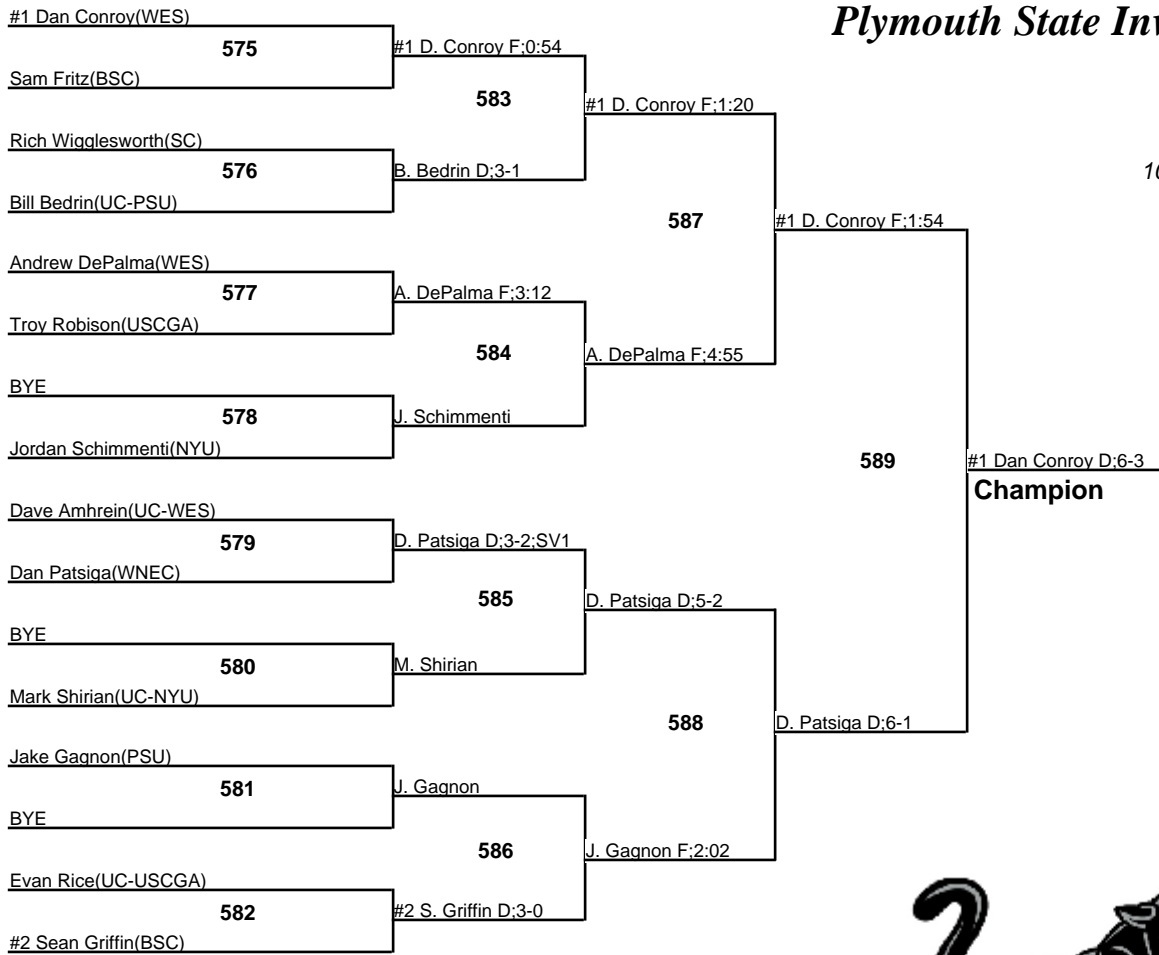 Plymouth State Inv
#1 Dan Conroy(WES)
575
Sam Fritz(BSC)
#1 D. Conroy F;0:54
583
Rich Wigglesworth(SC)
576
Bill Bedrin(UC-PSU)
B. Bedrin D;3-1
#1 D. Conroy F;1:20
10
587
Andrew DePalma(WES)
577
Troy Robison(USCGA)
A. DePalma F;3:12
584
BYE
578
Jordan Schimmenti(NYU)
J. Schimmenti
A. DePalma F;4:55
#1 D. Conroy F;1:54
589
#1 Dan Conroy D;6-3
Champion
Dave Amhrein(UC-WES)
579
Dan Patsiga(WNEC)
D. Patsiga D;3-2;SV1
585
BYE
580
Mark Shirian(UC-NYU)
M. Shirian
D. Patsiga D;5-2
588
D. Patsiga D;6-1
Jake Gagnon(PSU)
581
BYE
J. Gagnon
586
Evan Rice(UC-USCGA)
582
#2 Sean Griffin(BSC)
#2 S. Griffin D;3-0
J. Gagnon F;2:02